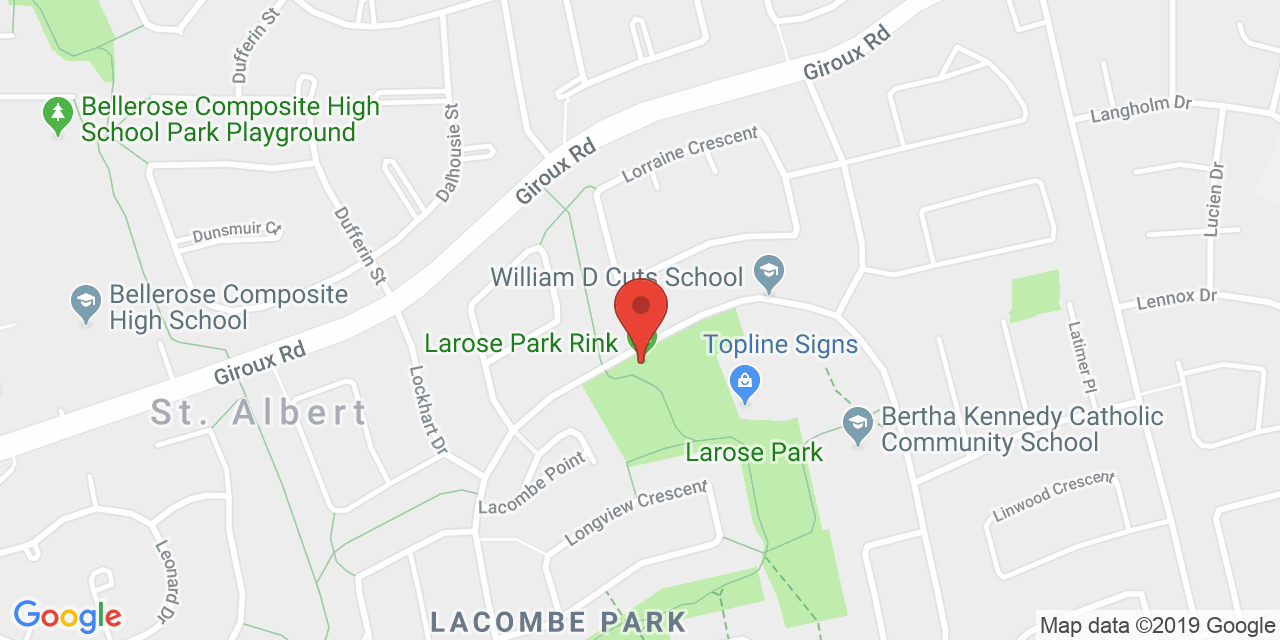 Dufferin St
Giroux Rd
Bellerose Composite High
School Park Playground
Dalhousie St
Langholm Dr
Lorraine Crescent
Giroux Rd
Lucien Dr
Dunsmuir Ct
Dufferin St
William D Cuts School
Bellerose Composite
High School
Lennox Dr
Larose Park Rink
Topline Signs
Latimer Pl
Giroux Rd
Lockhart Dr
St. Albert
Bertha Kennedy Catholic
Community School
Larose Park
Lacombe Point
Longview Crescent
Linwood Crescent
Leonard Dr
Google
LACOMBE PARK
Map data ©2019 Google